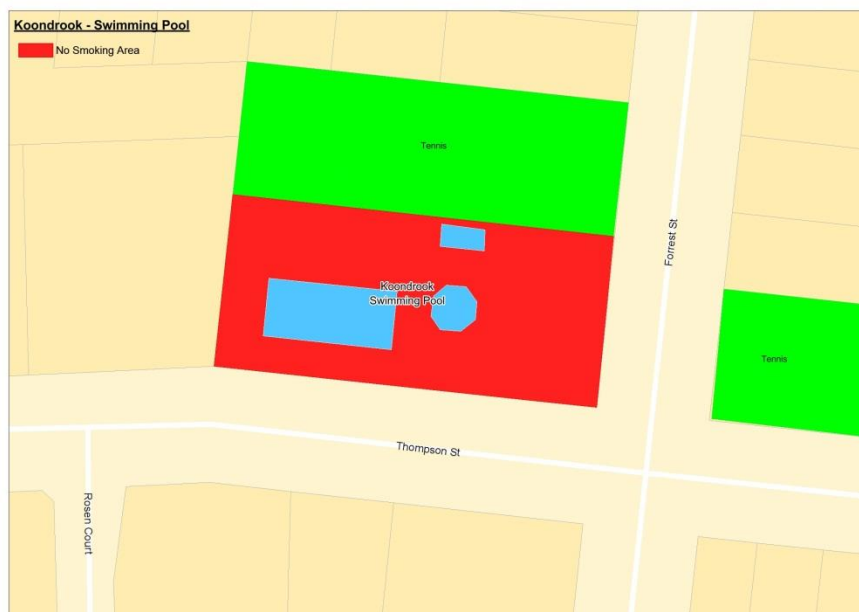 Koondrook - Swimming Pool
No Smoking Area
Tennis
Forrest St
Koondrook
Swimming Pool
Tennis
Thompson St
Rosen Court